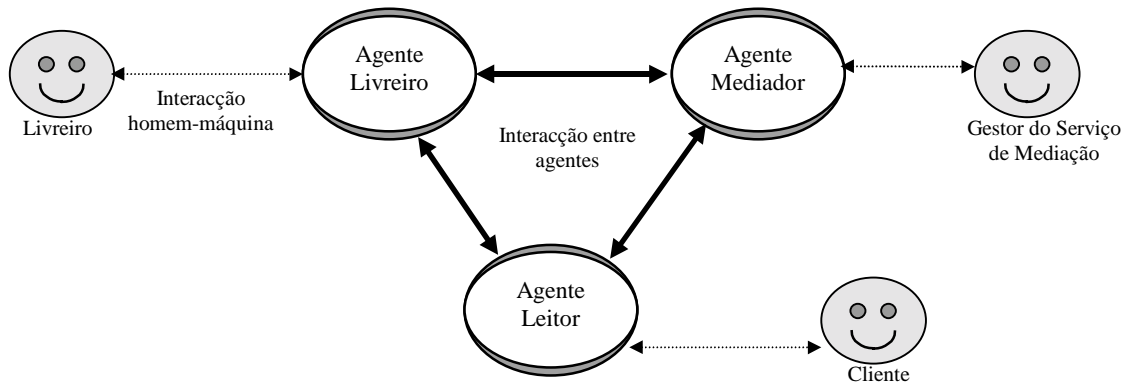 Agente
Livreiro
Agente
Mediador
Interacção
homem-máquina
Livreiro
Interacção entre
agentes
Gestor do Serviço
de Mediação
Agente
Leitor
Cliente